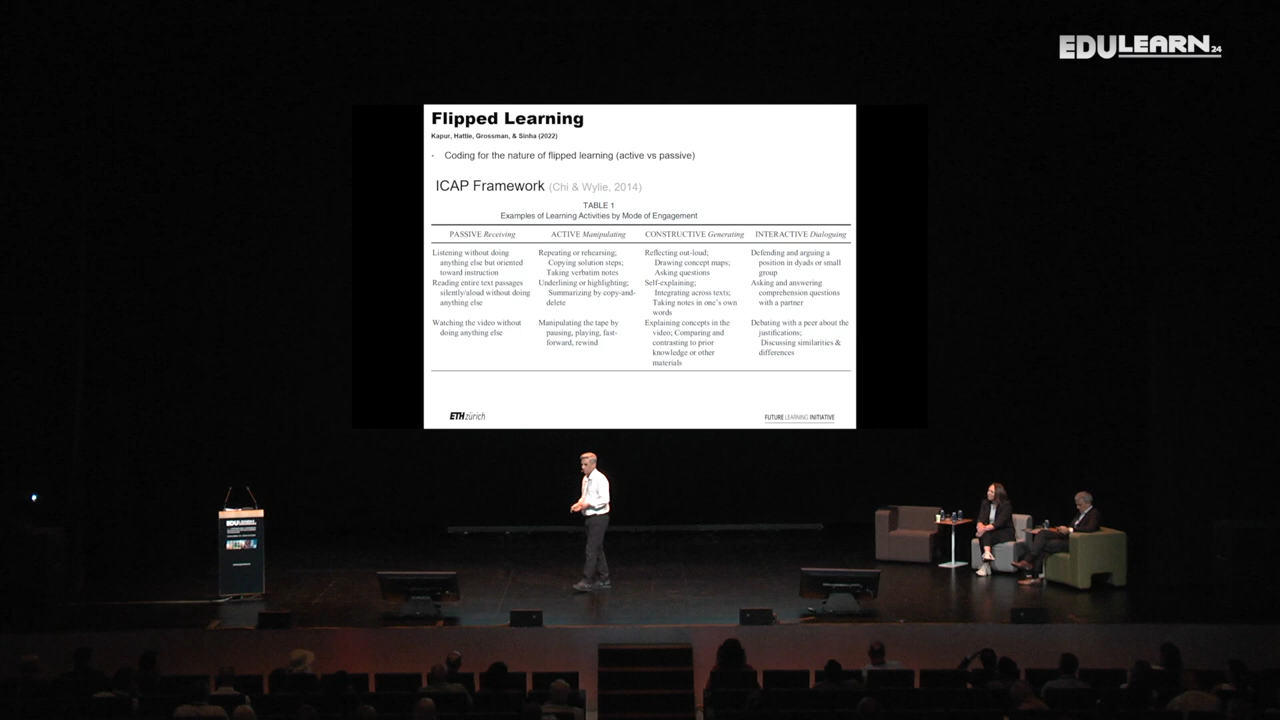 EDULEARN24
Flipped Learning
Kapur, Hattie, Grossman, & Sinha (2022)
· Coding for the nature of flipped learning (active vs passive)
ICAP Framework (Chi & Wylie, 2014)
TABLE 1
Examples of Learning Activities by Mode of Engagement
PASSIVE Receiving
Listening without doing
anything else but oriented
toward instruction
Reading entire text passages
silently/aloud without doing
anything else
Watching the video without
doing anything else
ACTIVE Manipulating
Repeating or rehearsing;
Copying solution steps;
Taking verbatim notes
Underlining or highlighting;
Summarizing by copy-and-
delete
Manipulating the tape by
pausing, playing, fast-
forward, rewind
CONSTRUCTIVE Generating
Reflecting out-loud;
Drawing concept maps;
Asking questions
Self-explaining;
Integrating across texts;
Taking notes in one's own
words
Explaining concepts in the
video; Comparing and
contrasting to prior
knowledge or other
materials
INTERACTIVE Dialoguing
Defending and arguing a
position in dyads or small
group
Asking and answering
comprehension questions
with a partner
Debating with a peer about the
justifications;
Discussing similarities &
differences
ETH zürich
FUTURE LEARNING INITIATIVE
EDULEARN